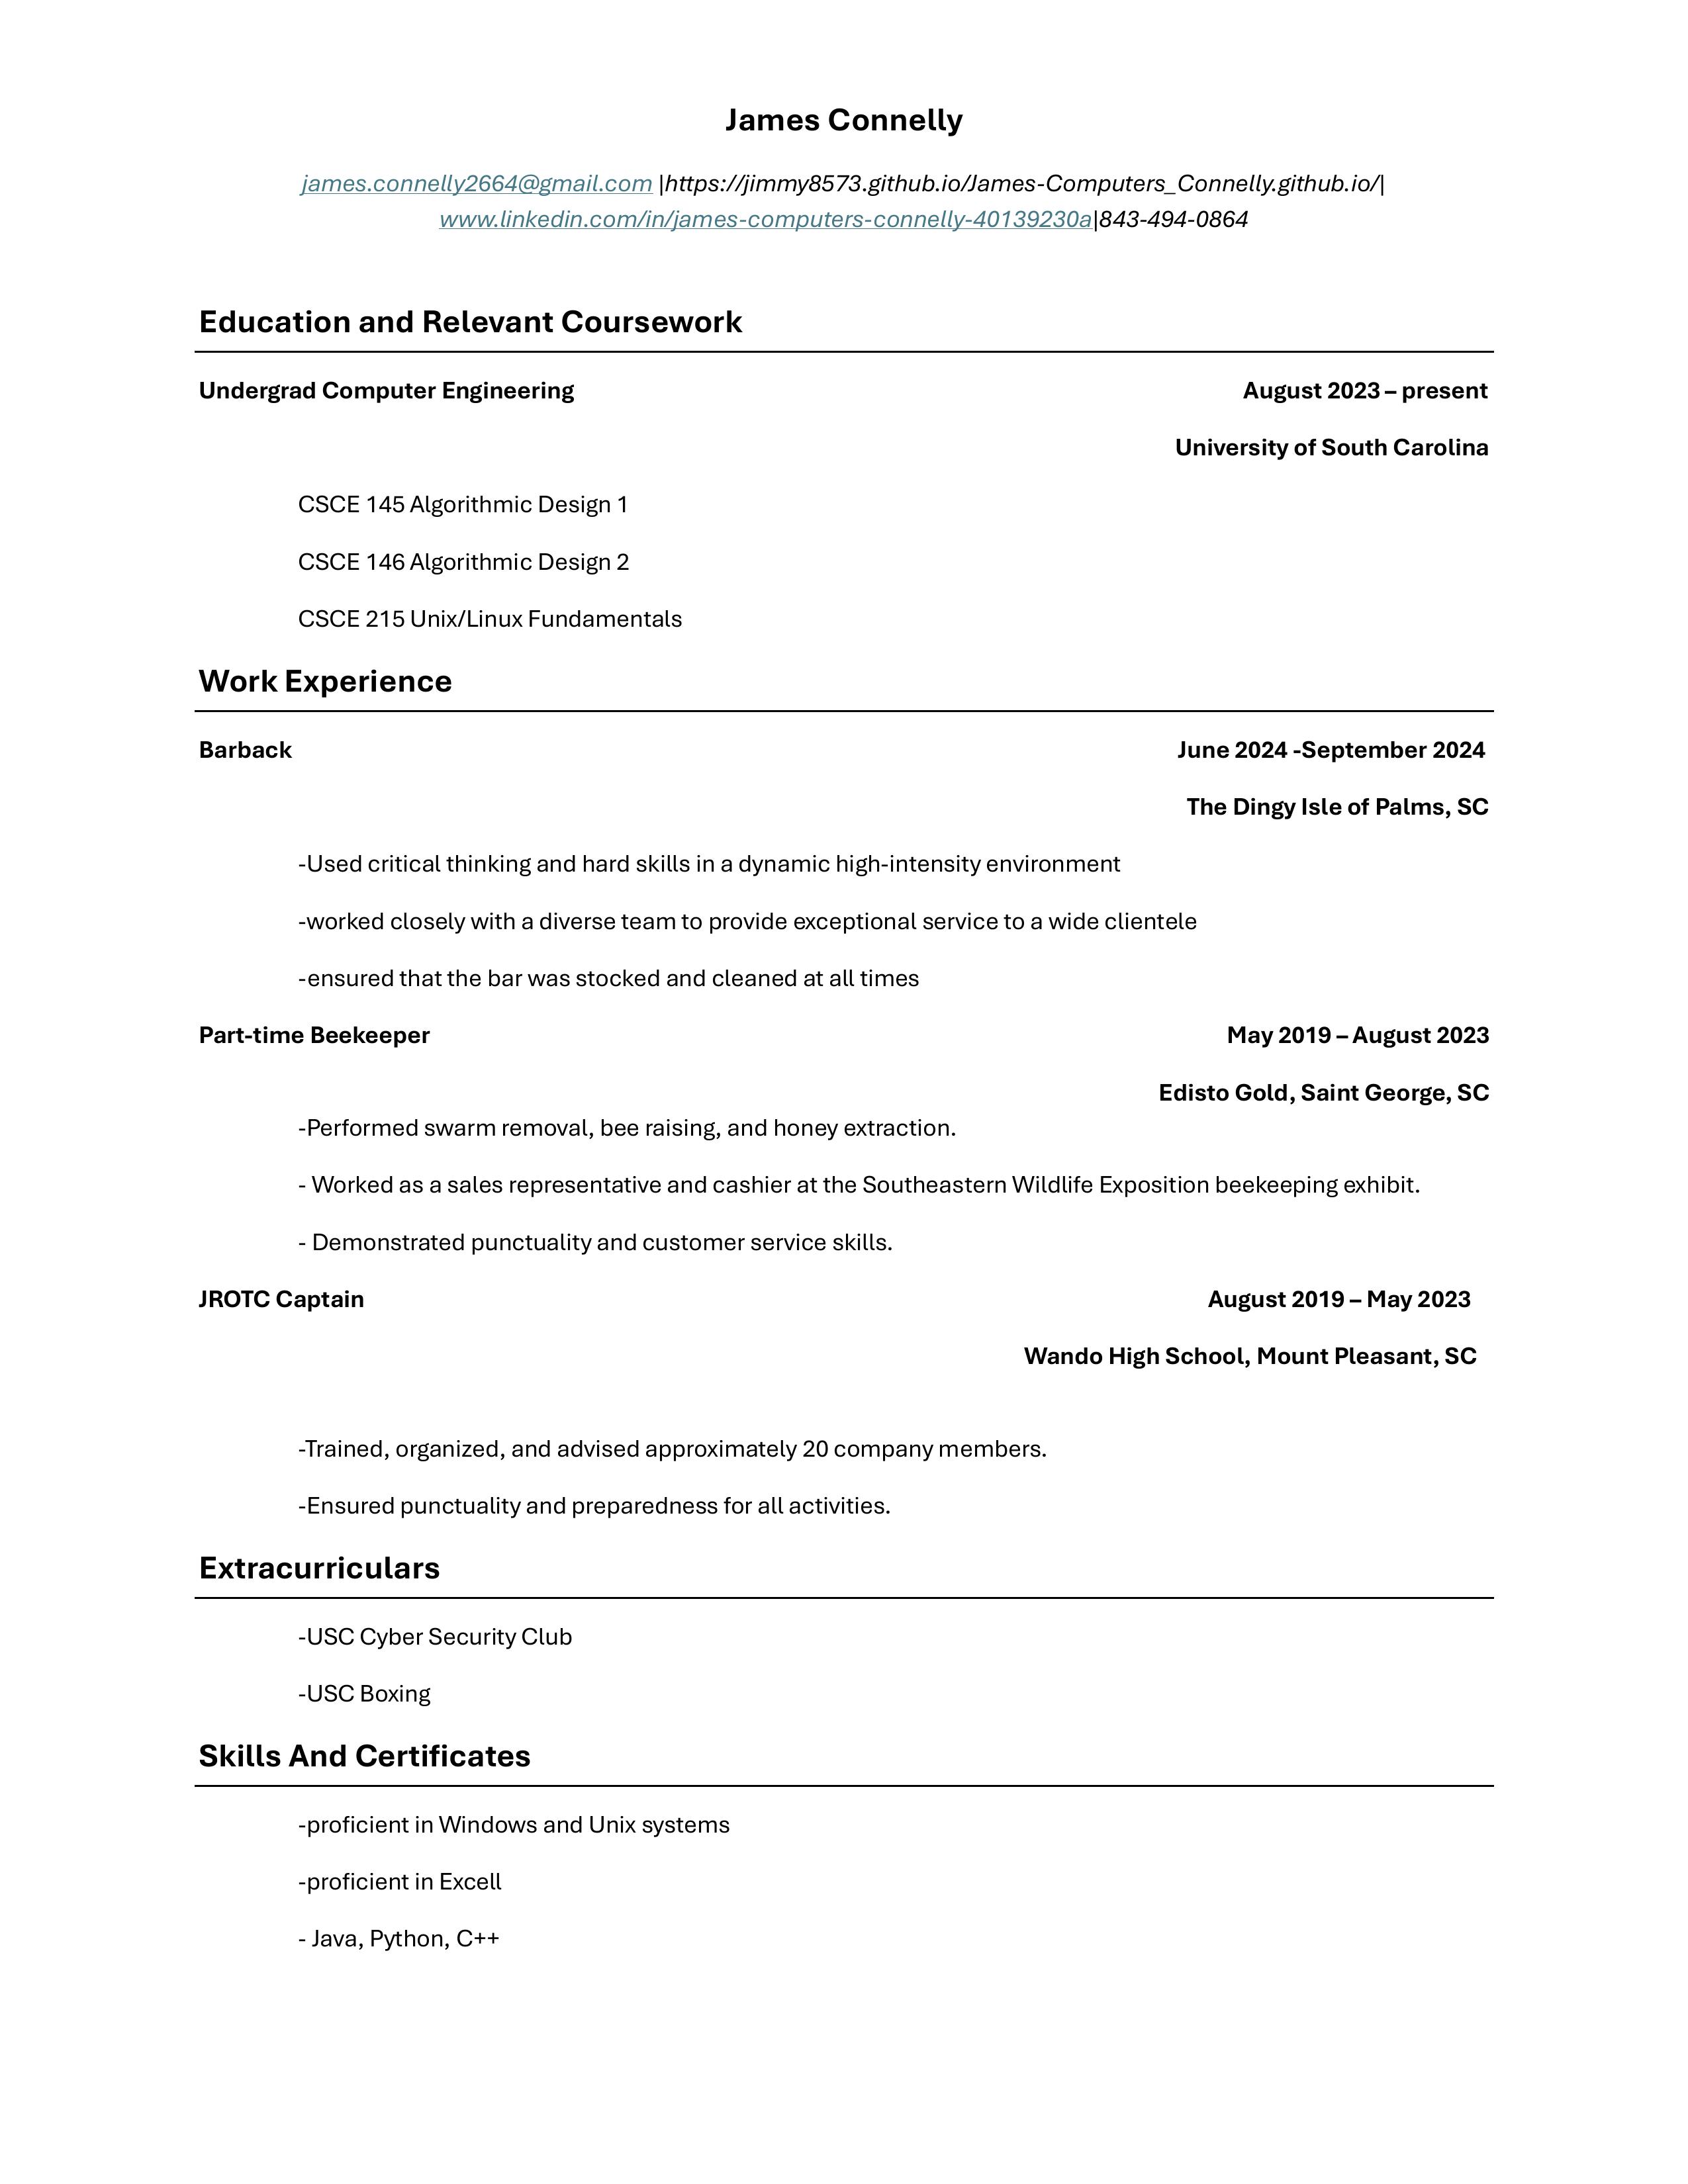 James Connelly
james.connelly2664@gmail.com |https://jimmy8573.github.io/James-Computers_Connelly.github.io/|
www.linkedin.com/in/james-computers-connelly-40139230a|843-494-0864
Education and Relevant Coursework
Undergrad Computer Engineering August 2023 – present
University of South Carolina
CSCE 145 Algorithmic Design 1
CSCE 146 Algorithmic Design 2
CSCE 215 Unix/Linux Fundamentals
Work Experience
Barback June 2024 -September 2024
The Dingy Isle of Palms, SC
-Used critical thinking and hard skills in a dynamic high-intensity environment
-worked closely with a diverse team to provide exceptional service to a wide clientele
-ensured that the bar was stocked and cleaned at all times
Part-time Beekeeper May 2019 – August 2023
Edisto Gold, Saint George, SC
-Performed swarm removal, bee raising, and honey extraction.
- Worked as a sales representative and cashier at the Southeastern Wildlife Exposition beekeeping exhibit.
- Demonstrated punctuality and customer service skills.
JROTC Captain August 2019 – May 2023
Wando High School, Mount Pleasant, SC
-Trained, organized, and advised approximately 20 company members.
-Ensured punctuality and preparedness for all activities.
Extracurriculars
-USC Cyber Security Club
-USC Boxing
Skills And Certificates
-proficient in Windows and Unix systems
-proficient in Excell
- Java, Python, C++